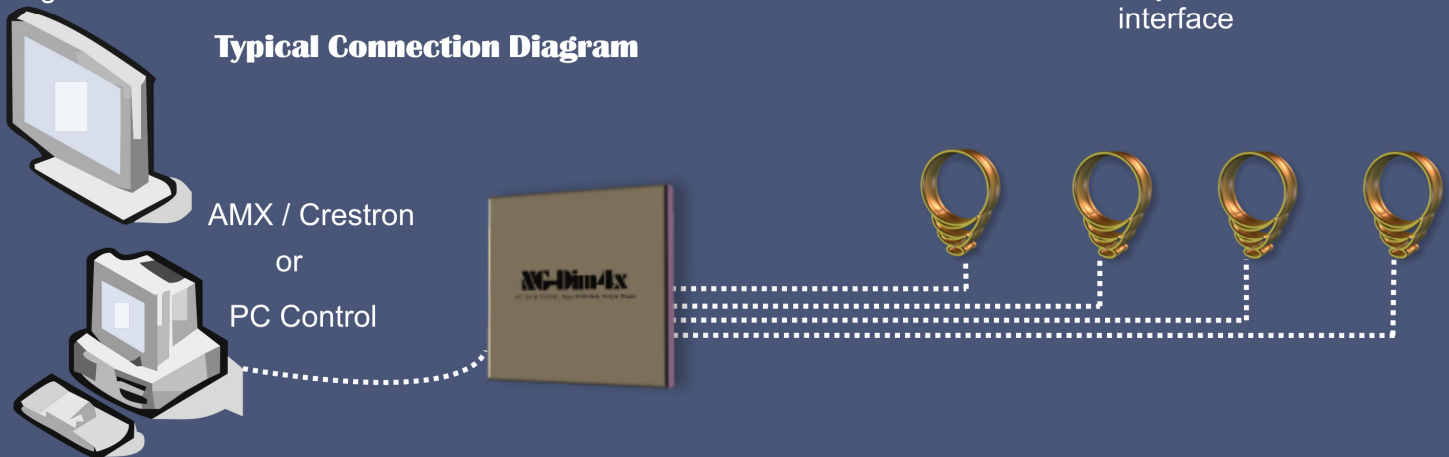 interface
Typical Connection Diagram
AMX / Crestron
or
PC Control
XG-Dim4x